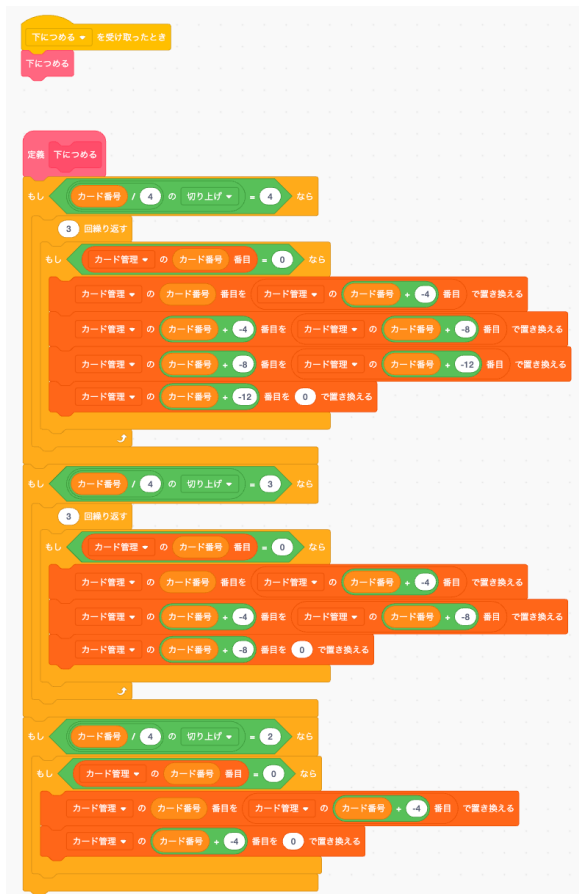 下につめる を受け取ったとき
下につめる
定義 下につめる
もし カード番号 / 4 の 切り上げ = 4 なら
3 回繰り返す
もし カード管理 の カード番号 番目 = 0 なら
カード管理 の カード番号 番目を カード管理 の カード番号 + -4 番目 で置き換える
カード管理 の カード番号 + -4 番目を カード管理 の カード番号 + -8 番目 で置き換える
カード管理 の カード番号 + -8 番目を カード管理 の カード番号 + -12 番目 で置き換える
カード管理 の カード番号 + -12 番目を 0 で置き換える
もし カード番号 / 4 の 切り上げ = 3 なら
3 回繰り返す
もし カード管理 の カード番号 番目 = 0 なら
カード管理 の カード番号 番目を カード管理 の カード番号 + -4 番目 で置き換える
カード管理 の カード番号 + -4 番目を カード管理 の カード番号 + -8 番目 で置き換える
カード管理 の カード番号 + -8 番目を 0 で置き換える
もし カード番号 / 4 の 切り上げ = 2 なら
もし カード管理 の カード番号 番目 = 0 なら
カード管理 の カード番号 番目を カード管理 の カード番号 + -4 番目 で置き換える
カード管理 の カード番号 + -4 番目を 0 で置き換える